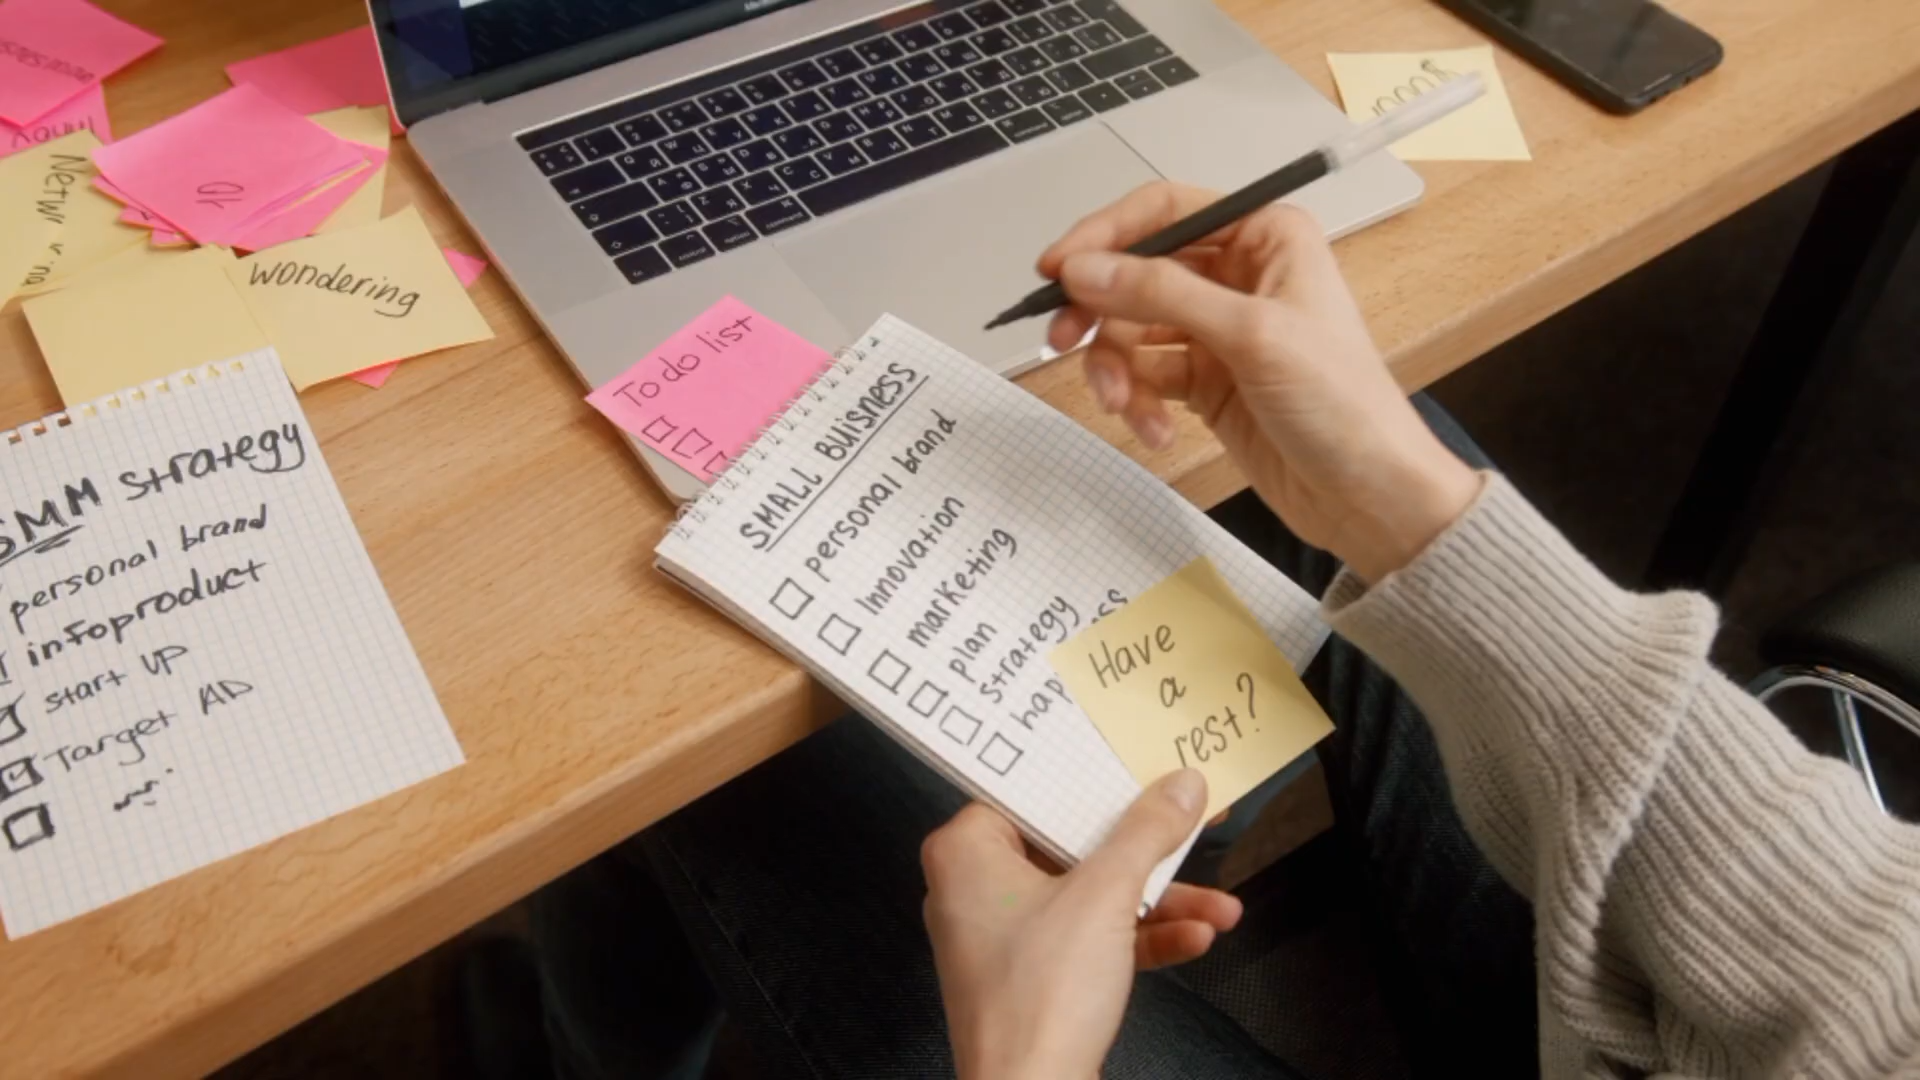 wondering
SMM strategy
personal brand
infoproduct
start UP
Target AD
To do list
SMALL BUISNESS
personal brand
Innovation
marketing
plan
strategy
Have
a
rest?